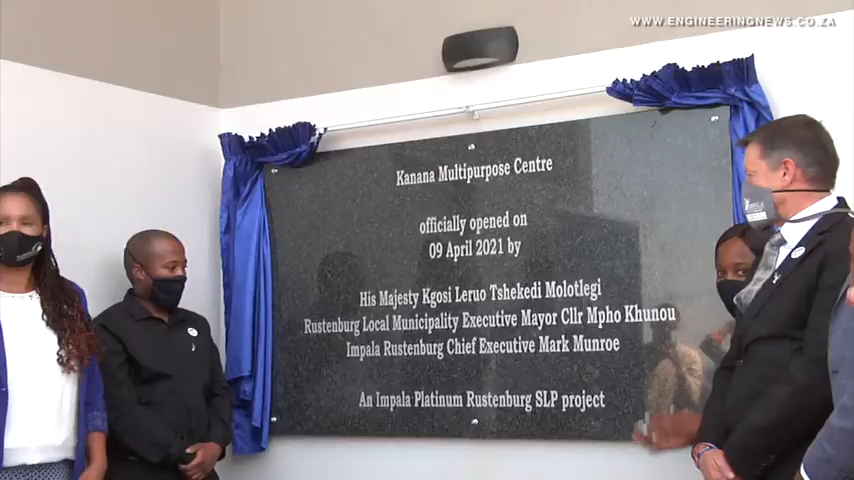 WWW.ENGINEERINGNEWS.CO.ZA
Kanana Multipurpose Centre
officially opened on
09 April 2021 by
His Majesty Kgosi Leruo Tshekedi Molotlegi
Rustenburg Local Municipality Executive Mayor Cllr Mpho Khunou
Impala Rustenburg Chief Executive Mark Munroe
An Impala Platinum Rustenburg SLP project